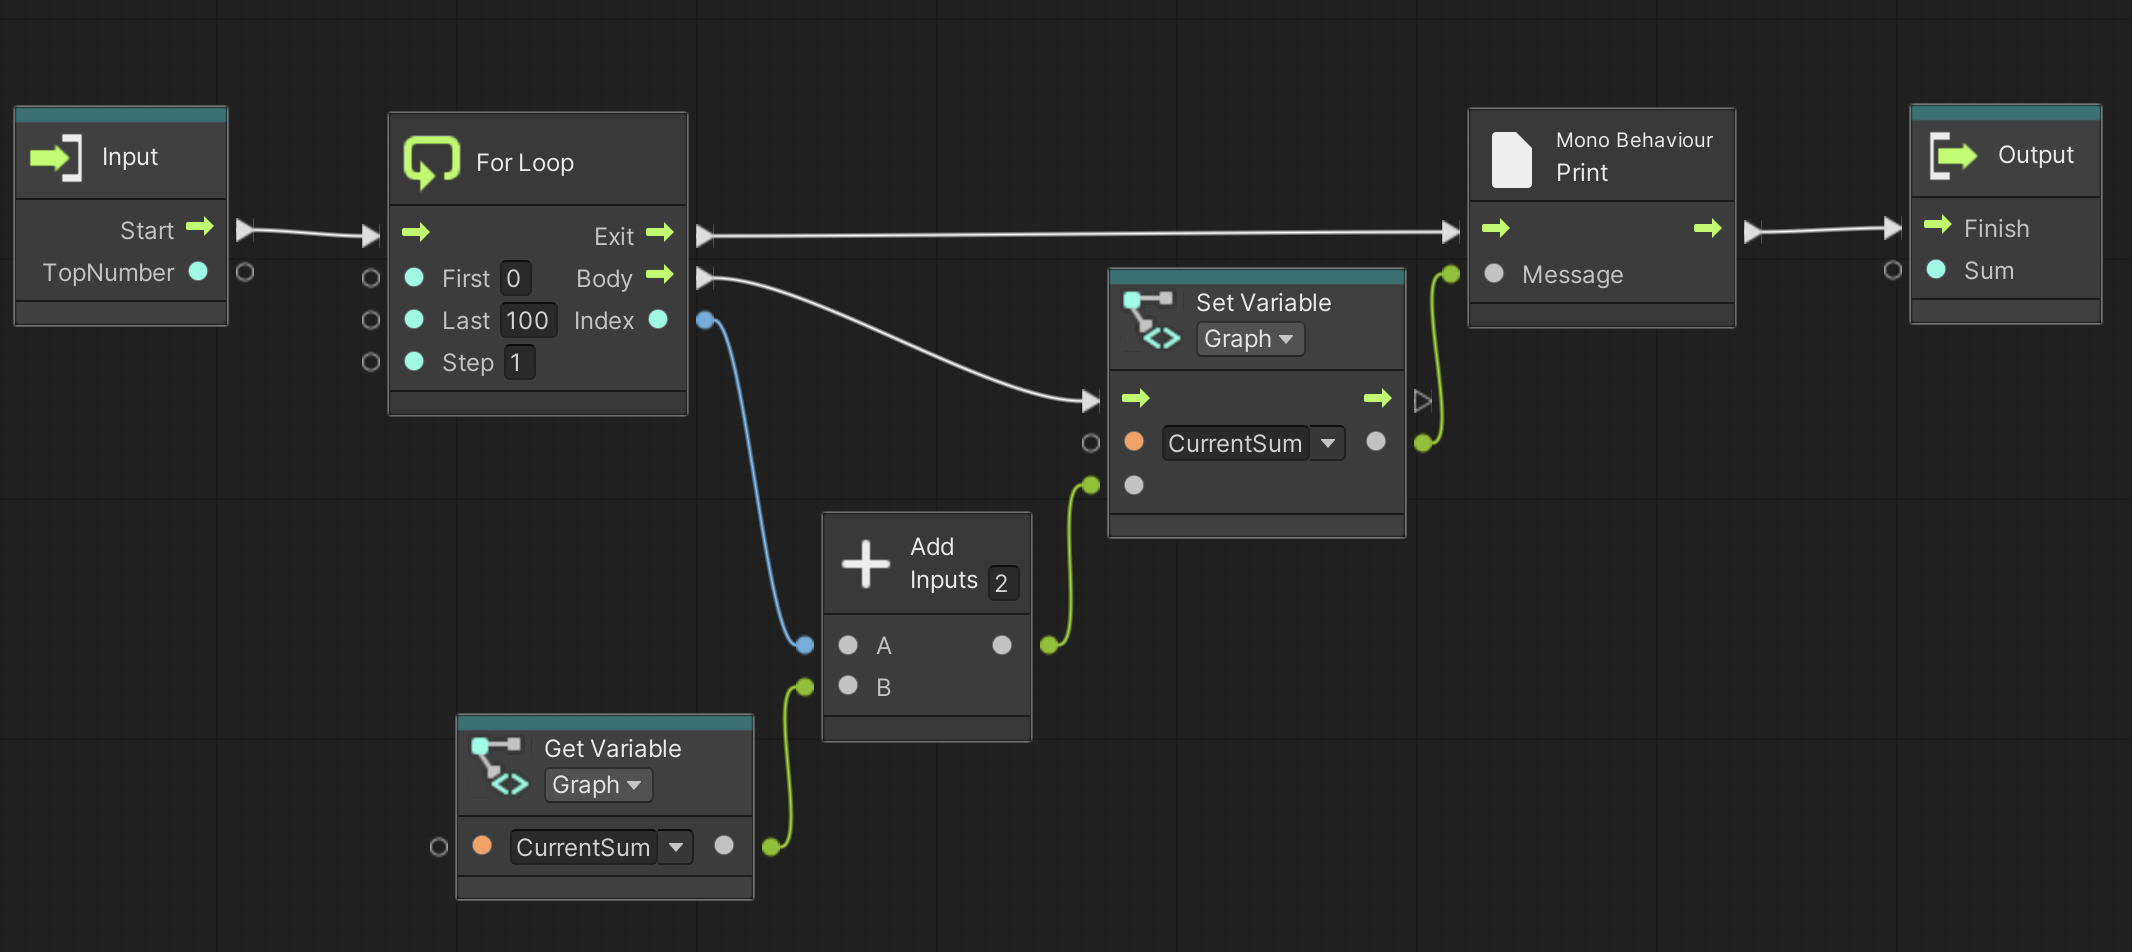 Input
Start
TopNumber
For Loop
Exit
First 0 Body
Last 100 Index
Step 1
Set Variable
Graph
CurrentSum
Mono Behaviour
Print
Message
Output
Finish
Sum
Add
Inputs 2
A
B
Get Variable
Graph
CurrentSum